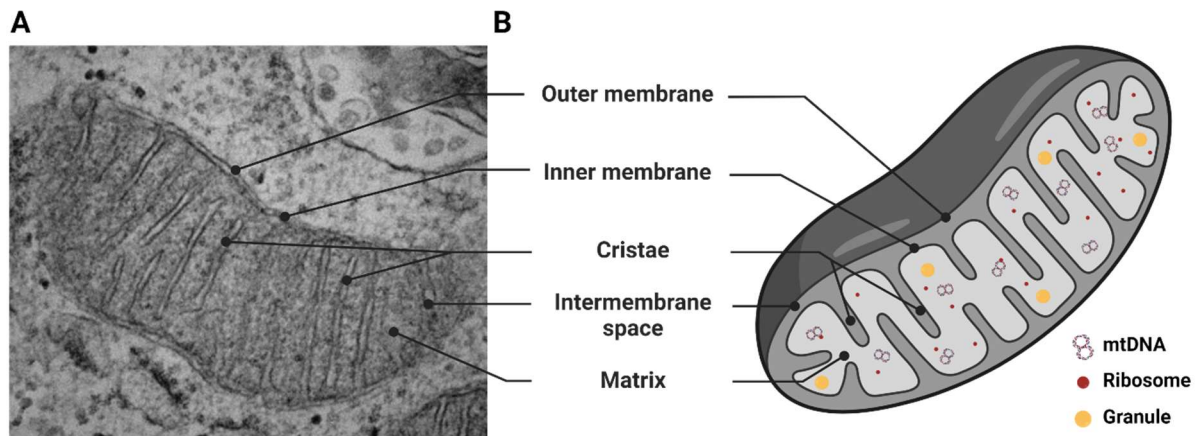 A
B
Outer membrane
Inner membrane
Cristae
Intermembrane
space
Matrix
mtDNA
Ribosome
Granule